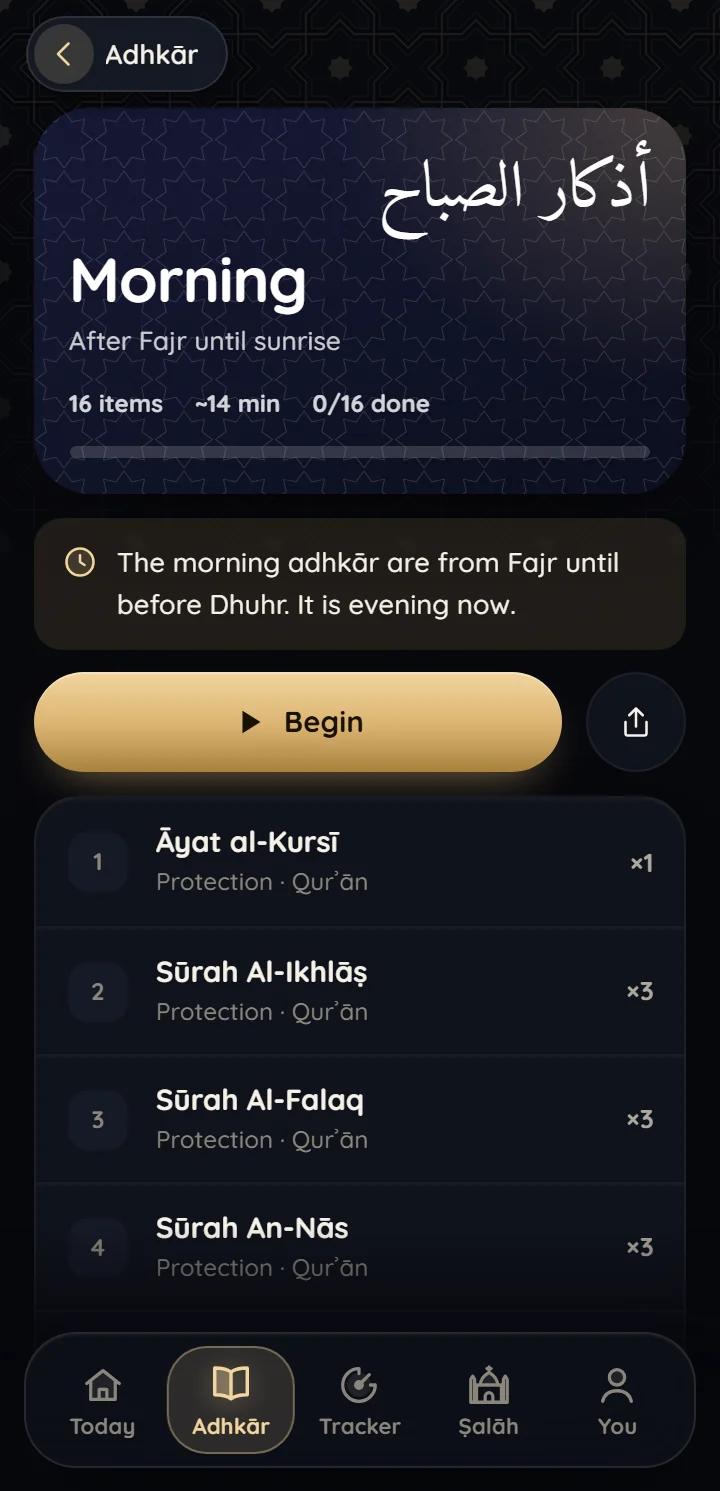 Adhkār
أذكار الصباح
Morning
After Fajr until sunrise
16 items ~14 min 0/16 done
The morning adhkār are from Fajr until
before Dhuhr. It is evening now.
Begin
1 Āyat al-Kursī ×1
Protection · Qurʾān
2 Sūrah Al-Ikhlāṣ ×3
Protection · Qurʾān
3 Sūrah Al-Falaq ×3
Protection · Qurʾān
4 Sūrah An-Nās ×3
Protection · Qurʾān
Today Adhkār Tracker Ṣalāh You